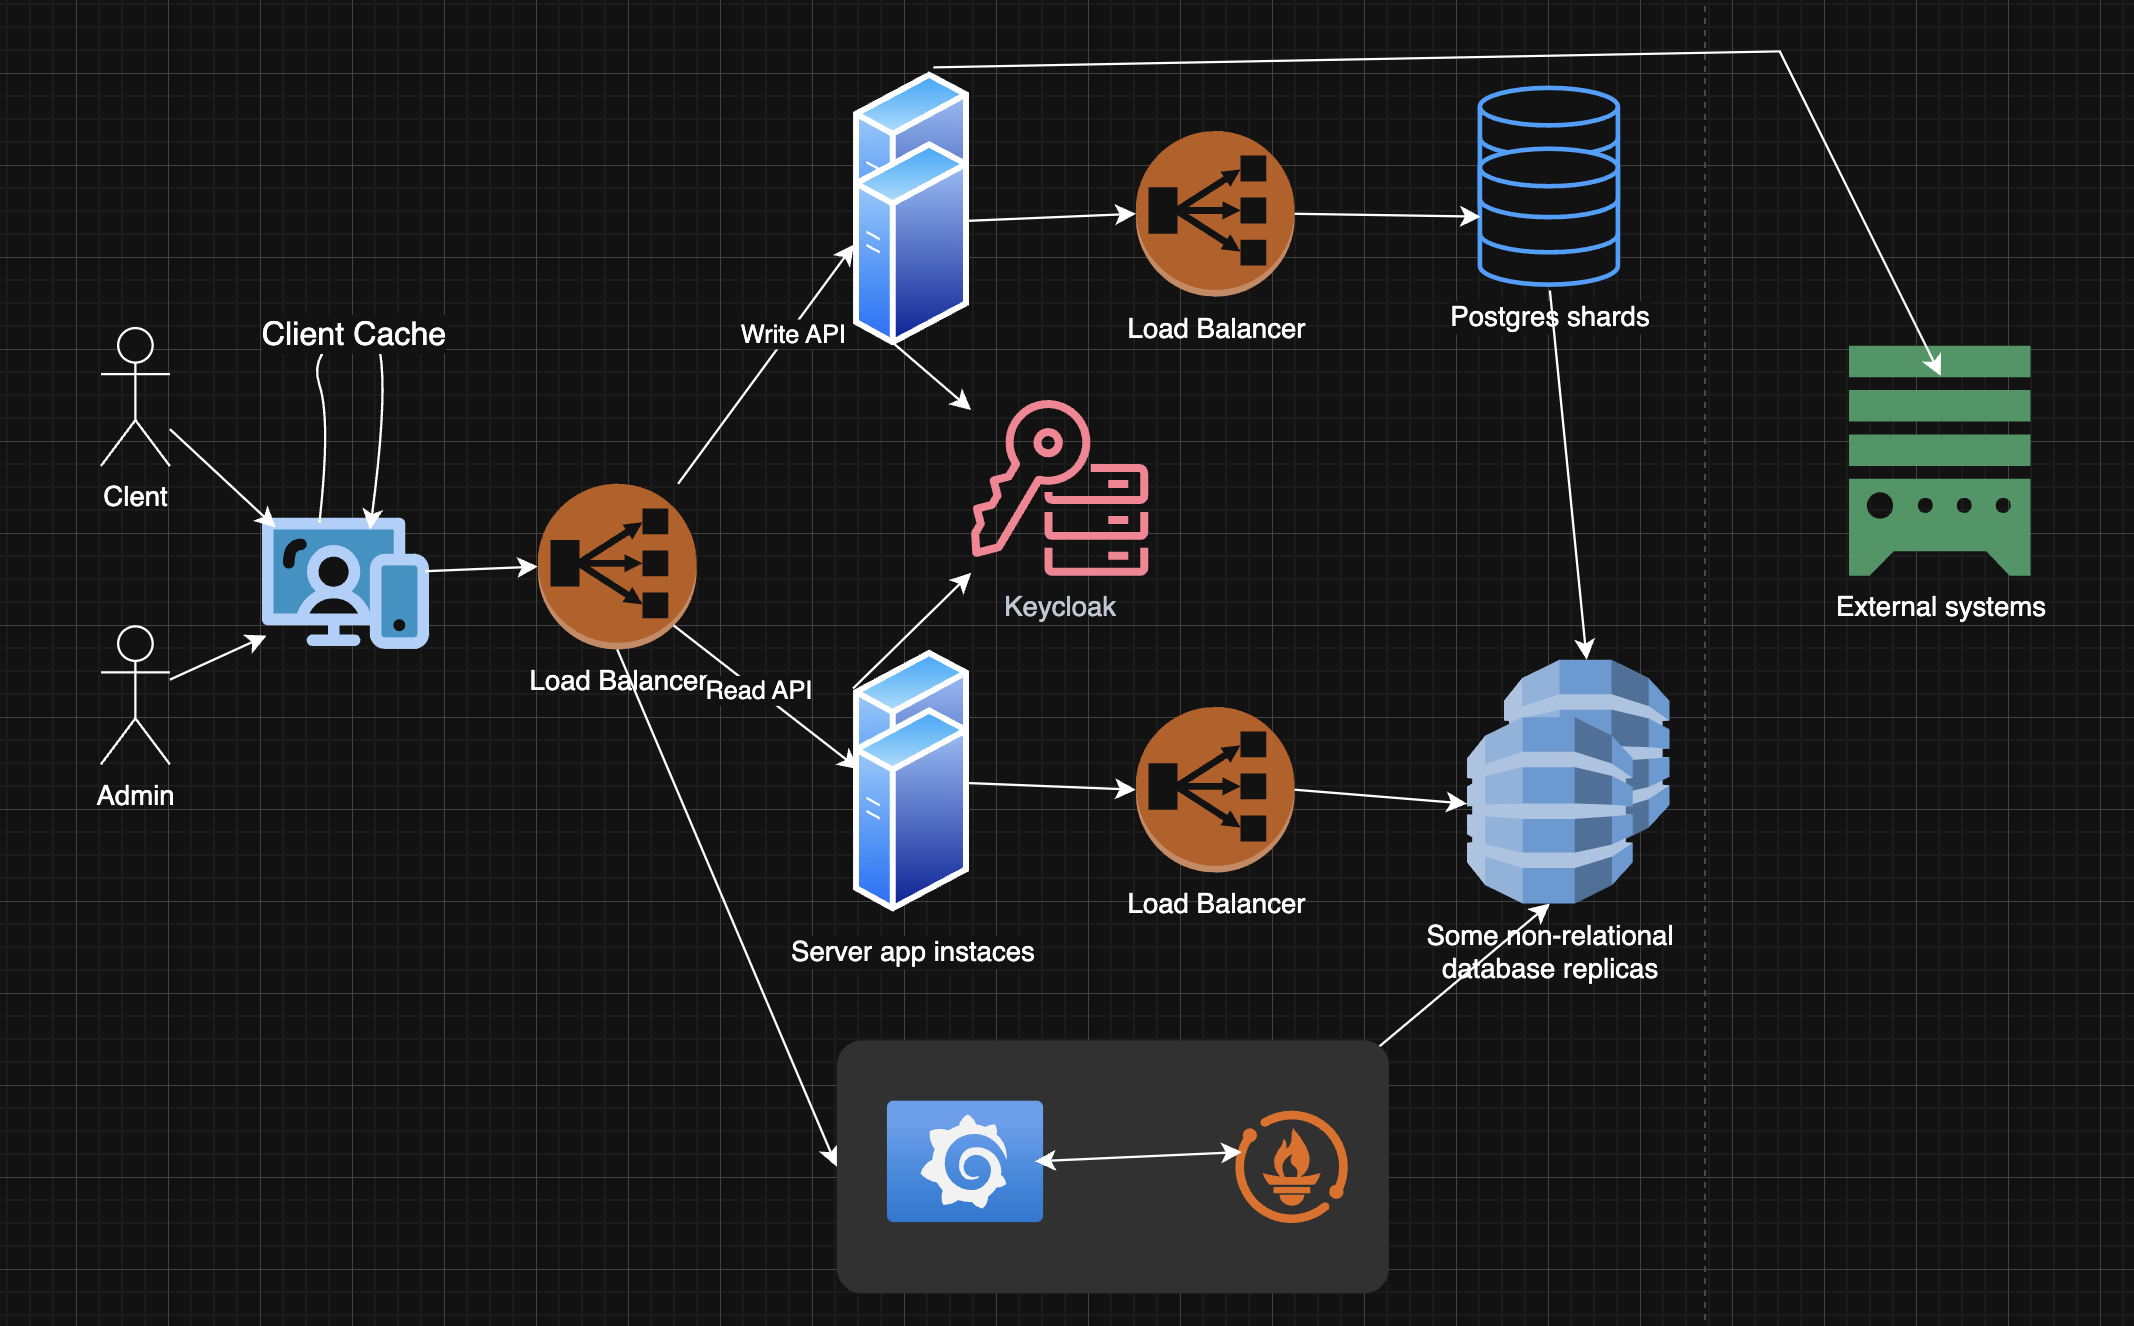 Client Cache
Write API
Load Balancer
Postgres shards
Clent
Keycloak
External systems
Load Balancer
Read API
Admin
Load Balancer
Server app instaces
Some non-relational
database replicas